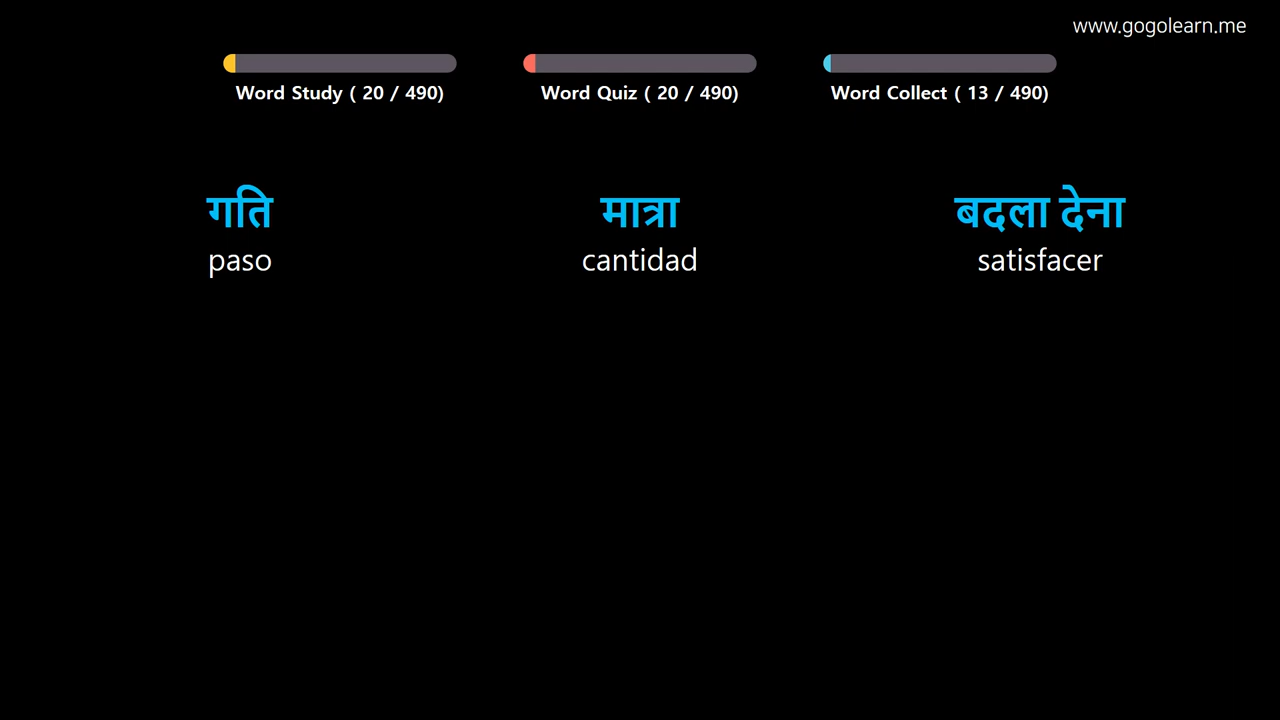 www.gogolearn.me
Word Study ( 20 / 490)
Word Quiz ( 20 / 490)
Word Collect ( 13 / 490)
गति
paso
मात्रा
cantidad
बदला देना
satisfacer